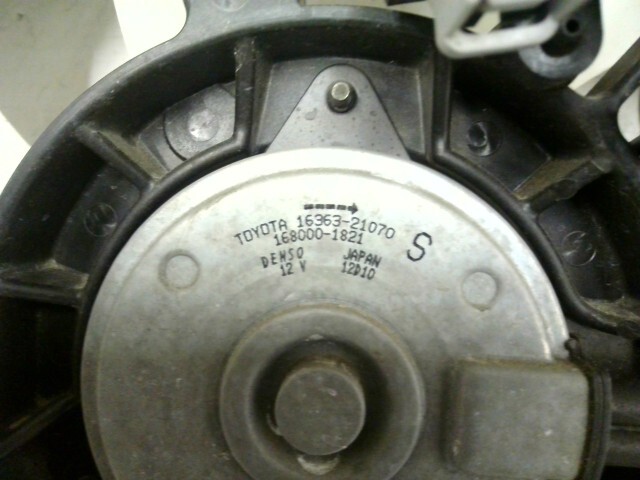 TOYOTA 16363-21070
168000-1821
DENSO JAPAN
12 V 12D10
S